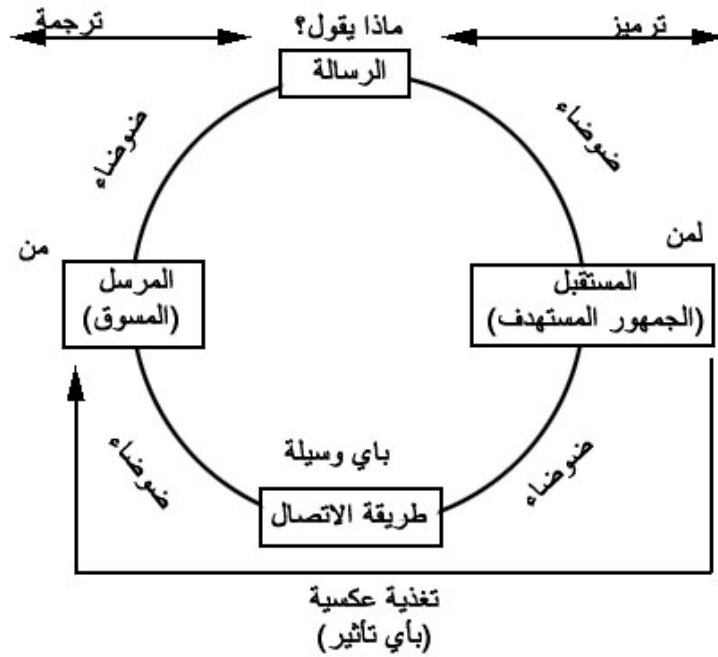 ترميز
ماذا يقول؟
ترجمة
الرسالة
ضوضاء
ضوضاء
لمن
من
المستقبل
(الجمهور المستهدف)
المرسل
(المسوق)
باي وسيلة
ضوضاء
ضوضاء
طريقة الاتصال
تغذية عكسية
(بأي تأثير)